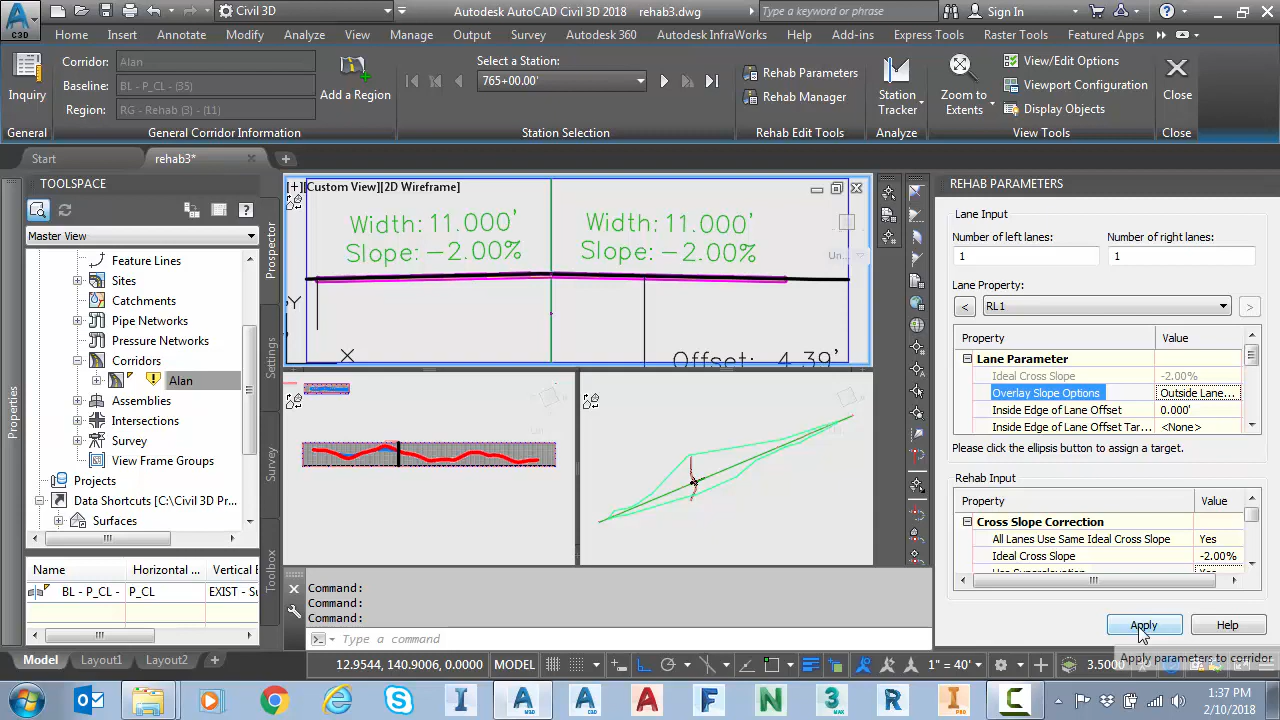 Civil 3D
Autodesk AutoCAD Civil 3D 2018 rehab3.dwg
Type a keyword or phrase
Sign In
C3D
Home Insert Annotate Modify Analyze View Manage Output Survey Autodesk 360 Autodesk InfraWorks Help Add-ins Express Tools Raster Tools Featured Apps
Inquiry
General
Corridor: Alan
Baseline: BL - P_CL - (35)
Region: RG - Rehab (3) - (11)
General Corridor Information
Add a Region
Select a Station:
765+00.00'
Station Selection
Rehab Parameters
Rehab Manager
Rehab Edit Tools
Station Tracker
Analyze
Zoom to Extents
View/Edit Options
Viewport Configuration
Display Objects
View Tools
Close
Close
Start rehab3*
TOOLSPACE
Master View
Feature Lines
Sites
Catchments
Pipe Networks
Pressure Networks
Corridors
Alan
Assemblies
Intersections
Survey
View Frame Groups
Projects
Data Shortcuts [C:\Civil 3D Pr
Surfaces
Name Horizontal ... Vertical
BL - P_CL - P_CL EXIST - Su
Properties
Prospector
Settings
Survey
Toolbox
[+][Custom View][2D Wireframe]
Width: 11.000' Width: 11.000'
Slope: -2.00% Slope: -2.00%
Un...
Y
X
Offset: 4.39'
Command:
Command:
Command:
Type a command
REHAB PARAMETERS
Lane Input
Number of left lanes: Number of right lanes:
1 1
Lane Property:
< RL1 >
Property Value
Lane Parameter
Ideal Cross Slope -2.00%
Overlay Slope Options Outside Lane...
Inside Edge of Lane Offset 0.000'
Inside Edge of Lane Offset Tar... <None>
Please click the ellipsis button to assign a target.
Rehab Input
Property Value
Cross Slope Correction
All Lanes Use Same Ideal Cross Slope Yes
Ideal Cross Slope -2.00%
Use Superelevation Yes
Apply Help
Apply parameters to corridor
Model Layout1 Layout2
12.9544, 140.9006, 0.0000 MODEL
1" = 40'
3.5000
1:37 PM
2/10/2018